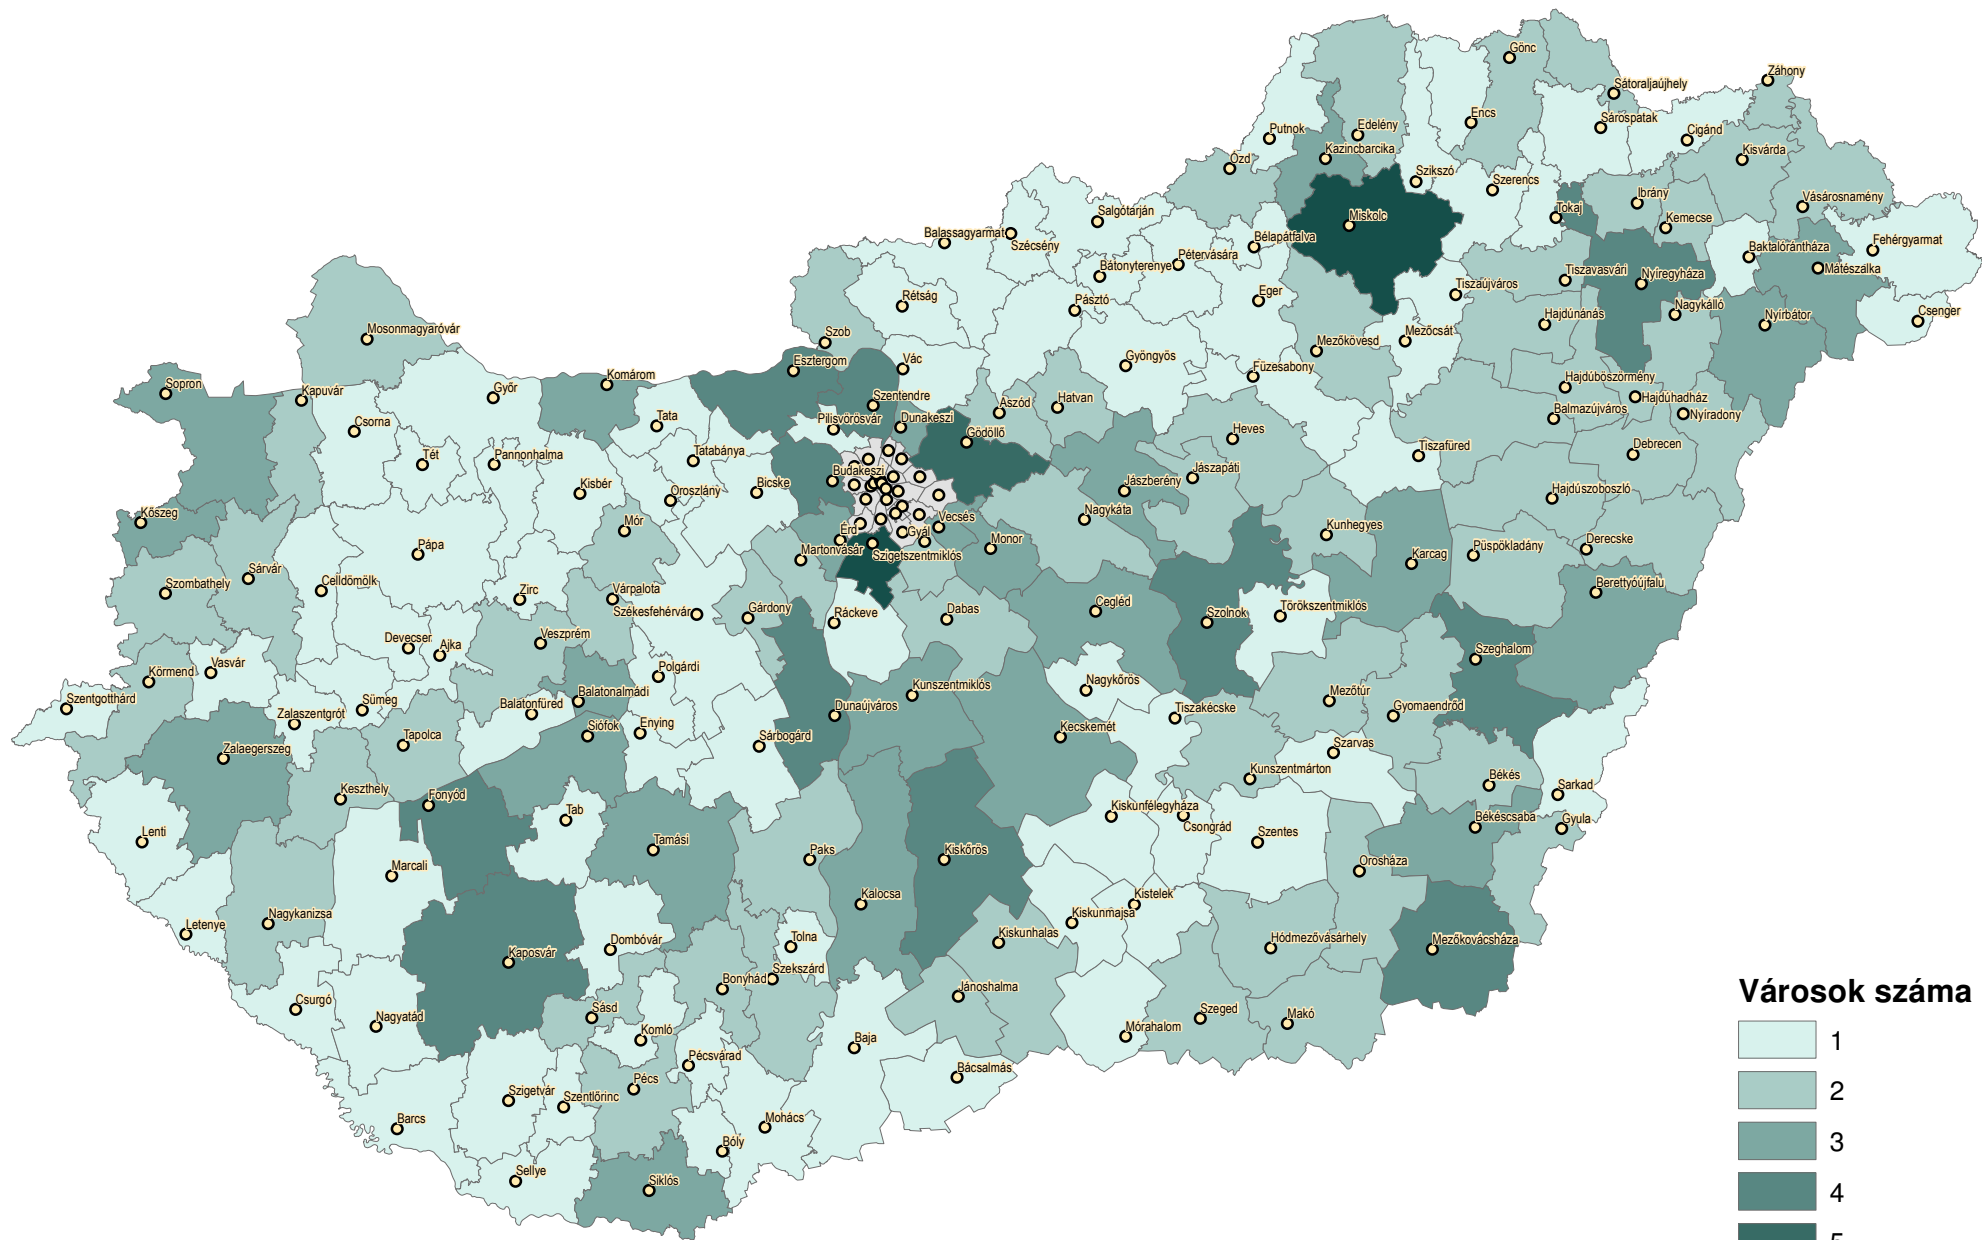 Gönc
Záhony
Sátoraljaújhely
Encs
Sárospatak
Cigánd
Putnok
Edelény
Kazincbarcika
Kisvárda
Ózd
Szikszó
Szerencs
Ibrány
Vásárosnamény
Tokaj
Kemecse
Salgótarján
Miskolc
Balassagyarmat
Szécsény
Bélapátfalva
Baktalórántháza
Fehérgyarmat
Pétervására
Bátonyterenye
Mátészalka
Tiszavasvári
Nyíregyháza
Tiszaújváros
Rétság
Pásztó
Eger
Nagykálló
Hajdúnánás
Nyírbátor
Csenger
Mosonmagyaróvár
Szob
Mezőcsát
Mezőkövesd
Esztergom
Vác
Gyöngyös
Füzesabony
Sopron
Komárom
Kapuvár
Győr
Szentendre
Aszód
Hatvan
Hajdúböszörmény
Hajdúhadház
Balmazújváros
Nyíradony
Csorna
Tata
Pilisvörösvár
Dunakeszi
Gödöllő
Heves
Tiszafüred
Debrecen
Tét
Pannonhalma
Tatabánya
Budakeszi
Jászapáti
Kisbér
Oroszlány
Bicske
Jászberény
Hajdúszoboszló
Kőszeg
Mór
Nagykáta
Vecsés
Érd
Gyál
Kunhegyes
Pápa
Martonvásár
Szigetszentmiklós
Monor
Karcag
Püspökladány
Derecske
Szombathely
Sárvár
Celldömölk
Zirc
Várpalota
Székesfehérvár
Gárdony
Ráckeve
Dabas
Cegléd
Szolnok
Törökszentmiklós
Berettyóújfalu
Devecser
Ajka
Veszprém
Szeghalom
Körmend
Vasvár
Polgárdi
Nagykőrös
Kunszentmiklós
Szentgotthárd
Zalaszentgrót
Sümeg
Balatonfüred
Balatonalmádi
Dunaújváros
Tiszakécske
Mezőtúr
Gyomaendrőd
Zalaegerszeg
Tapolca
Siófok
Enying
Sárbogárd
Kecskemét
Szarvas
Kunszentmárton
Békés
Keszthely
Fonyód
Sarkad
Tab
Kiskunfélegyháza
Csongrád
Békéscsaba
Gyula
Lenti
Tamási
Paks
Kiskőrös
Szentes
Orosháza
Marcali
Kalocsa
Kistelek
Nagykanizsa
Kiskunmajsa
Letenye
Kaposvár
Dombóvár
Tolna
Kiskunhalas
Hódmezővásárhely
Mezőkovácsháza
Bonyhád
Szekszárd
Jánoshalma
Csurgó
Nagyatád
Sásd
Szeged
Makó
Komló
Baja
Mórahalom
Pécsvárad
Bácsalmás
Pécs
Szigetvár
Szentlőrinc
Barcs
Mohács
Bóly
Sellye
Siklós
Városok száma
1
2
3
4
5